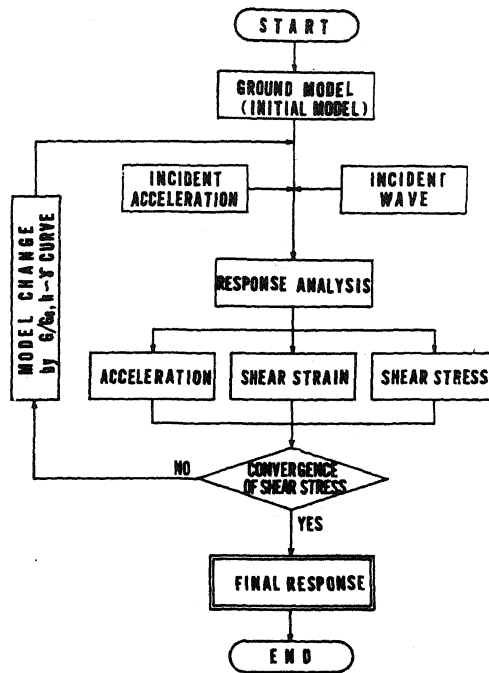 START
GROUND MODEL
(INITIAL MODEL)
INCIDENT
ACCELERATION
INCIDENT
WAVE
MODEL CHANGE
by G/G₀, h-γ CURVE
RESPONSE ANALYSIS
ACCELERATION
SHEAR STRAIN
SHEAR STRESS
CONVERGENCE
OF SHEAR STRESS
NO
YES
FINAL RESPONSE
END